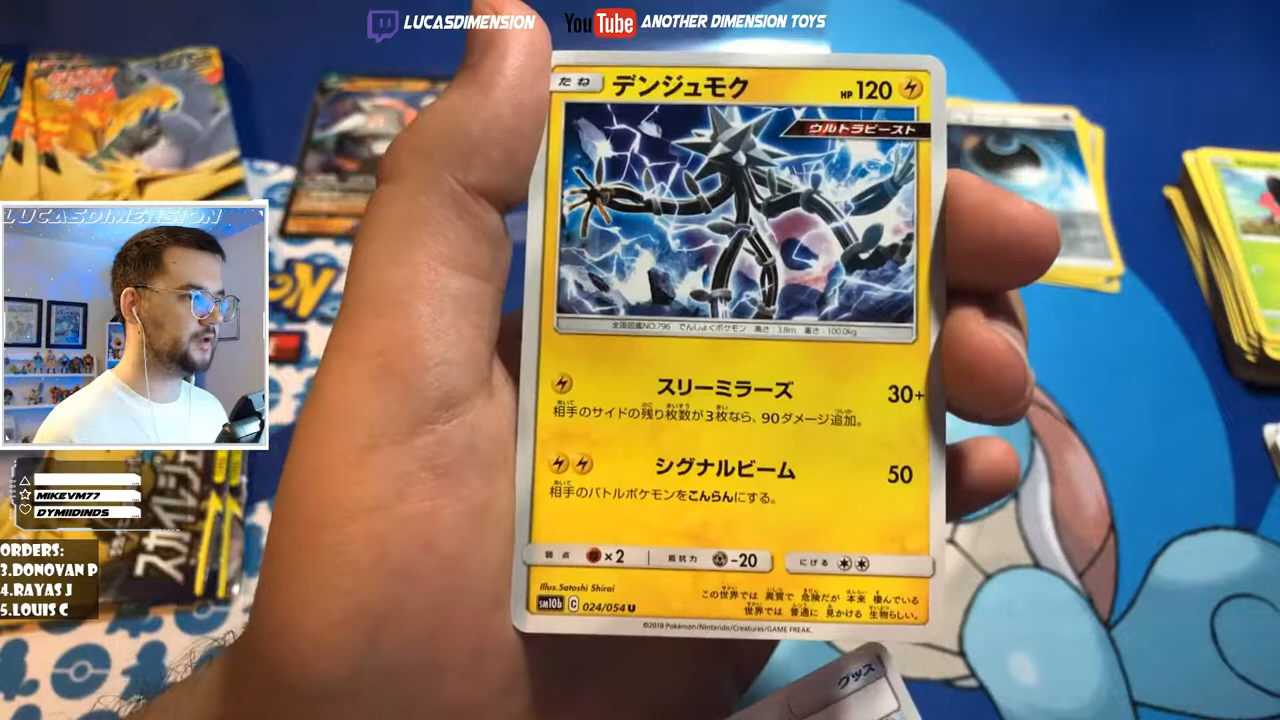 LUCASDIMENSION
YouTube ANOTHER DIMENSION TOYS
たね デンジュモク HP 120
ウルトラビースト
全国図鑑NO.796 でんしょくポケモン 高さ:3.8m 重さ:100.0kg
スリーミラーズ 30+
相手のサイドの残り枚数が3枚なら、90ダメージ追加。
シグナルビーム 50
相手のバトルポケモンをこんらんにする。
弱点 ×2 抵抗力 -20 にげる
Illus.Satoshi Shirai
sm10b C 024/054 U
この世界では 異質で 危険だが 本来 棲んでいる
世界では 普通に 見かける 生物らしい。
©2019 Pokémon/Nintendo/Creatures/GAME FREAK.
グッズ
LUCASDIMENSION
MIKEVM77
DYMIIDINDS
スカイレジェ
ORDERS:
3.DONOVAN P
4.RAYAS J
5.LOUIS C